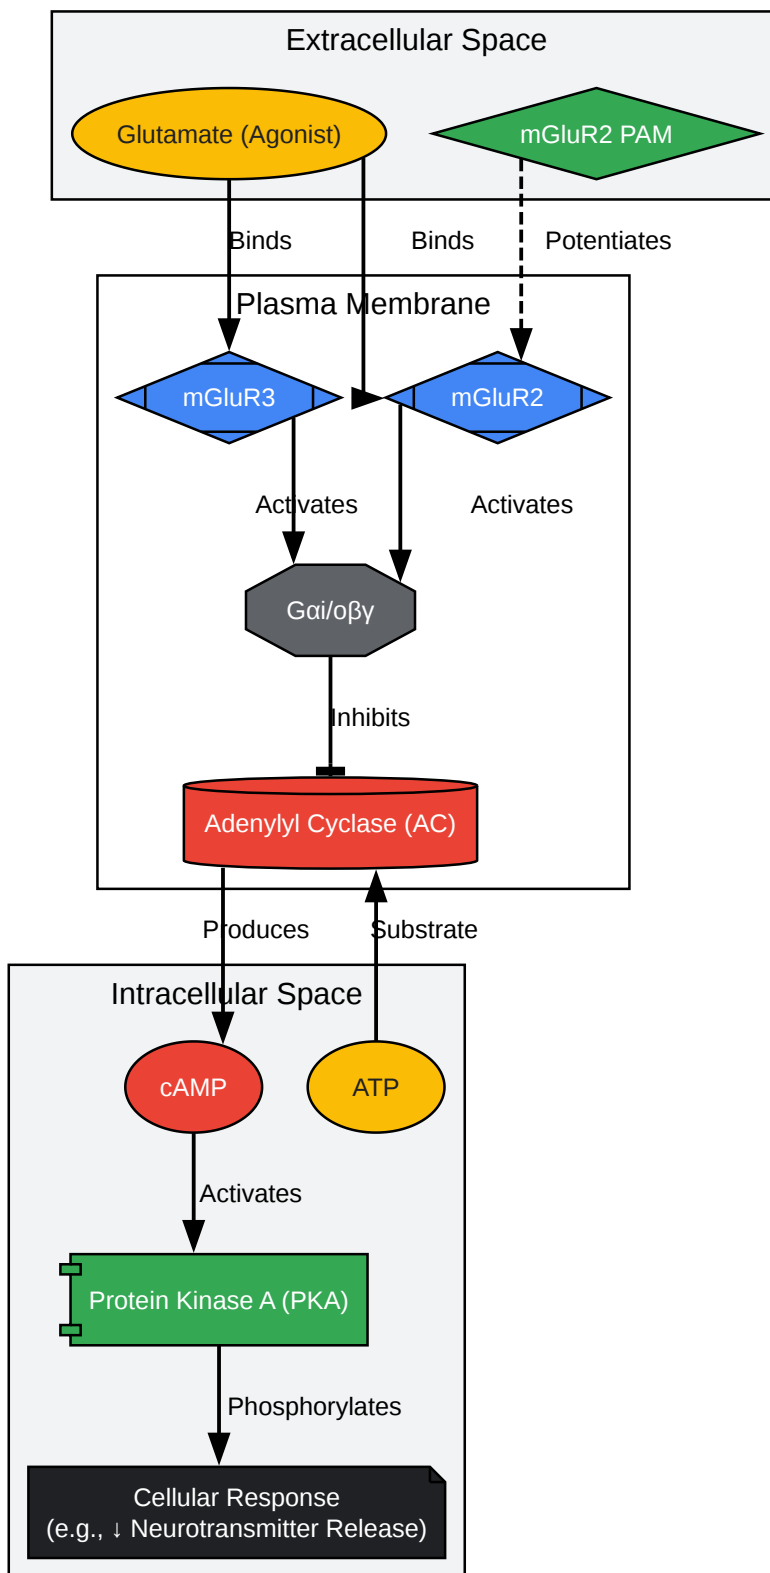 Extracellular Space
Glutamate (Agonist)
mGluR2 PAM
Binds
Binds
Potentiates
Plasma Membrane
mGluR3
mGluR2
Activates
Activates
Gαi/oβγ
Inhibits
Adenylyl Cyclase (AC)
Produces
Substrate
Intracellular Space
cAMP
ATP
Activates
Protein Kinase A (PKA)
Phosphorylates
Cellular Response
(e.g., ↓ Neurotransmitter Release)